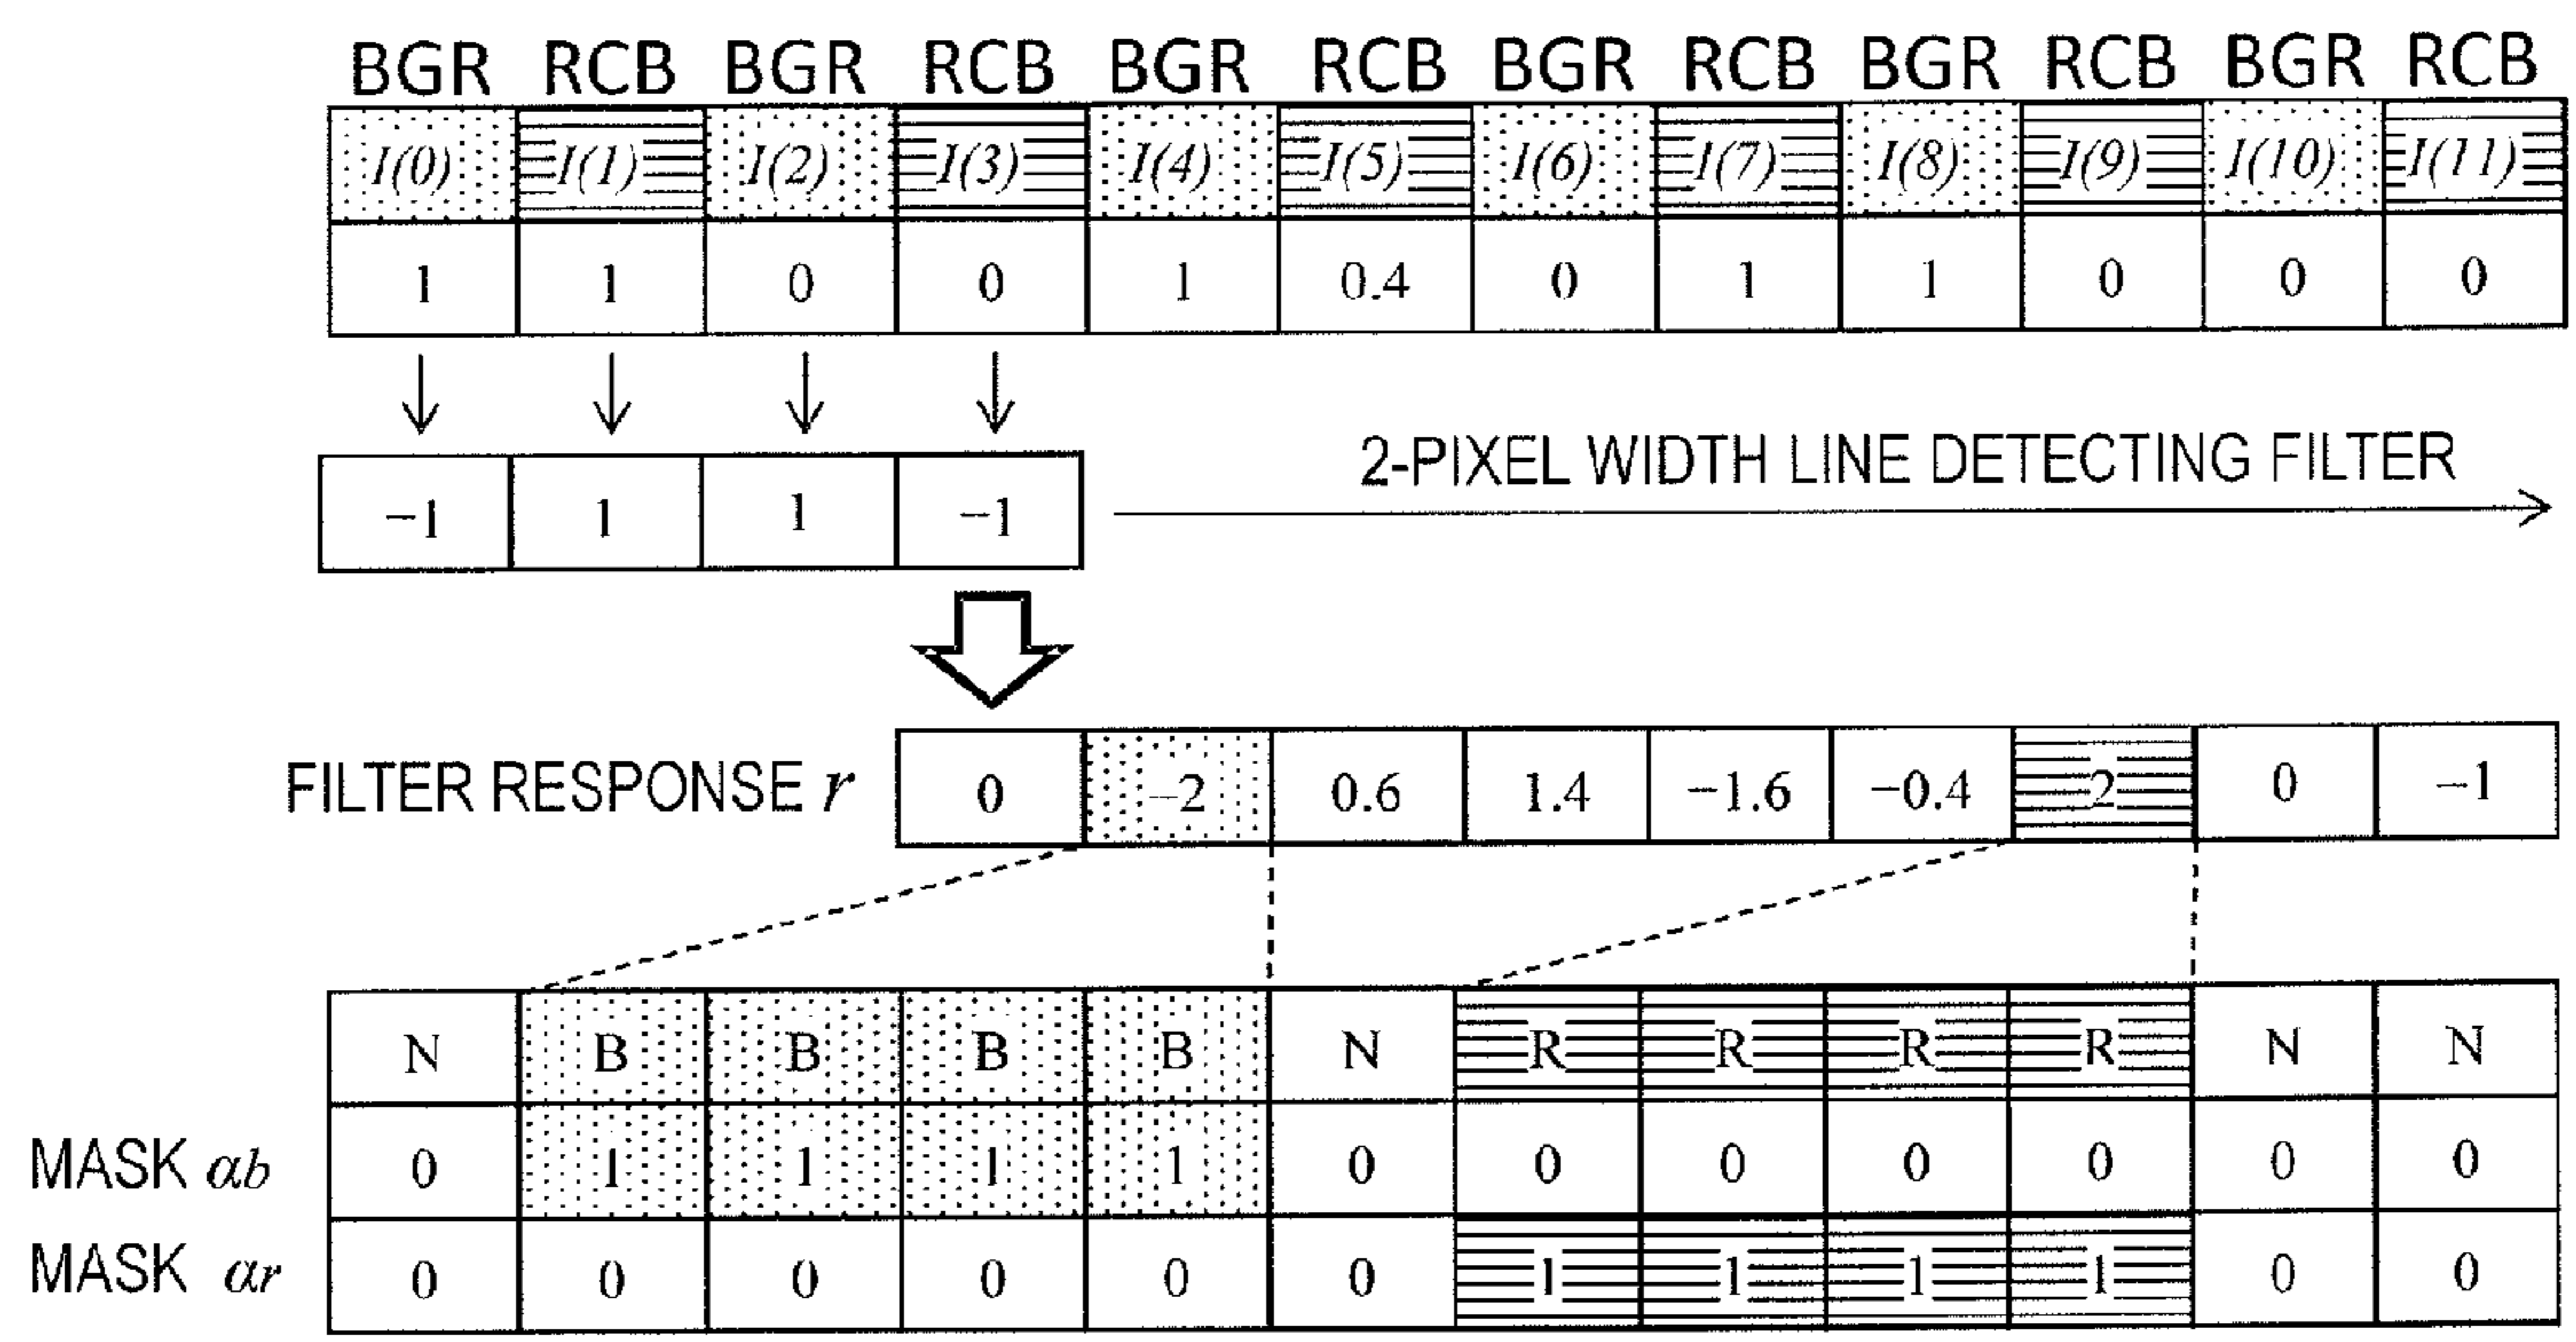 BGR RCB BGR RCB BGR RCB BGR RCB BGR RCB BGR RCB
I(0) I(1) I(2) I(3) I(4) I(5) I(6) I(7) I(8) I(9) I(10) I(11)
1 1 0 0 1 0.4 0 1 1 0 0 0
2-PIXEL WIDTH LINE DETECTING FILTER
−1 1 1 −1
FILTER RESPONSE r 0 −2 0.6 1.4 −1.6 −0.4 2 0 −1
N B B B B N R R R R N N
MASK αb 0 1 1 1 1 0 0 0 0 0 0 0
MASK αr 0 0 0 0 0 0 1 1 1 1 0 0